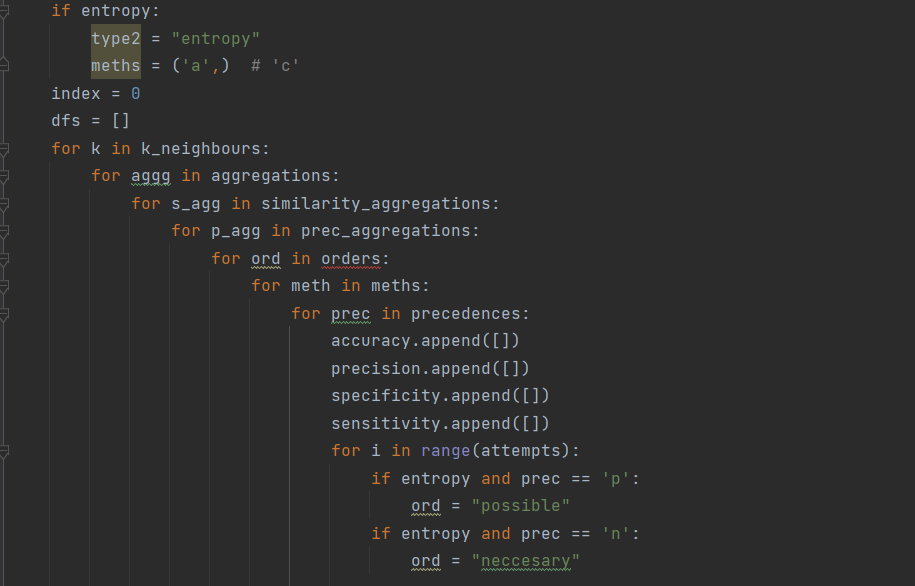 if entropy:
    type2 = "entropy"
    meths = ('a',)  # 'c'
index = 0
dfs = []
for k in k_neighbours:
    for aggg in aggregations:
        for s_agg in similarity_aggregations:
            for p_agg in prec_aggregations:
                for ord in orders:
                    for meth in meths:
                        for prec in precedences:
                            accuracy.append([])
                            precision.append([])
                            specificity.append([])
                            sensitivity.append([])
                            for i in range(attempts):
                                if entropy and prec == 'p':
                                    ord = "possible"
                                if entropy and prec == 'n':
                                    ord = "neccesary"